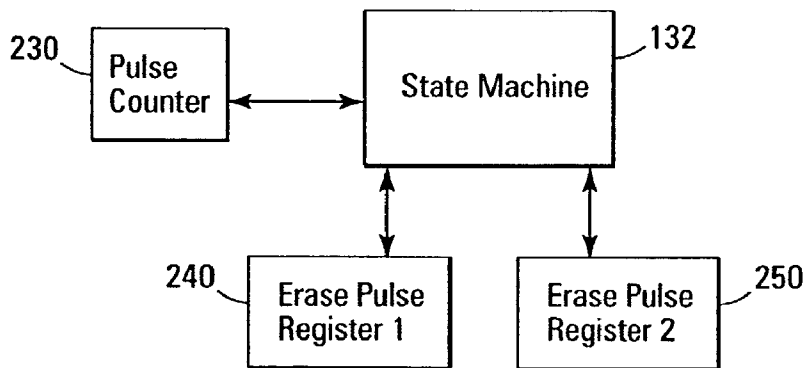 230
Pulse
Counter
State Machine
132
240
Erase Pulse
Register 1
Erase Pulse
Register 2
250